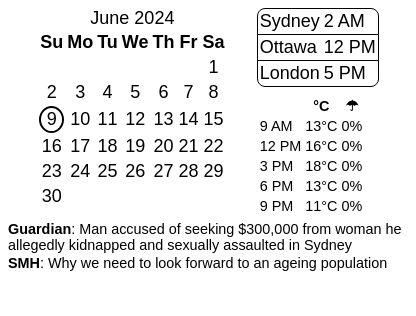 June 2024
Su Mo Tu We Th Fr Sa
1
2 3 4 5 6 7 8
9 10 11 12 13 14 15
16 17 18 19 20 21 22
23 24 25 26 27 28 29
30
Sydney 2 AM
Ottawa 12 PM
London 5 PM
°C ☂
9 AM 13°C 0%
12 PM 16°C 0%
3 PM 18°C 0%
6 PM 13°C 0%
9 PM 11°C 0%
Guardian: Man accused of seeking $300,000 from woman he
allegedly kidnapped and sexually assaulted in Sydney
SMH: Why we need to look forward to an ageing population